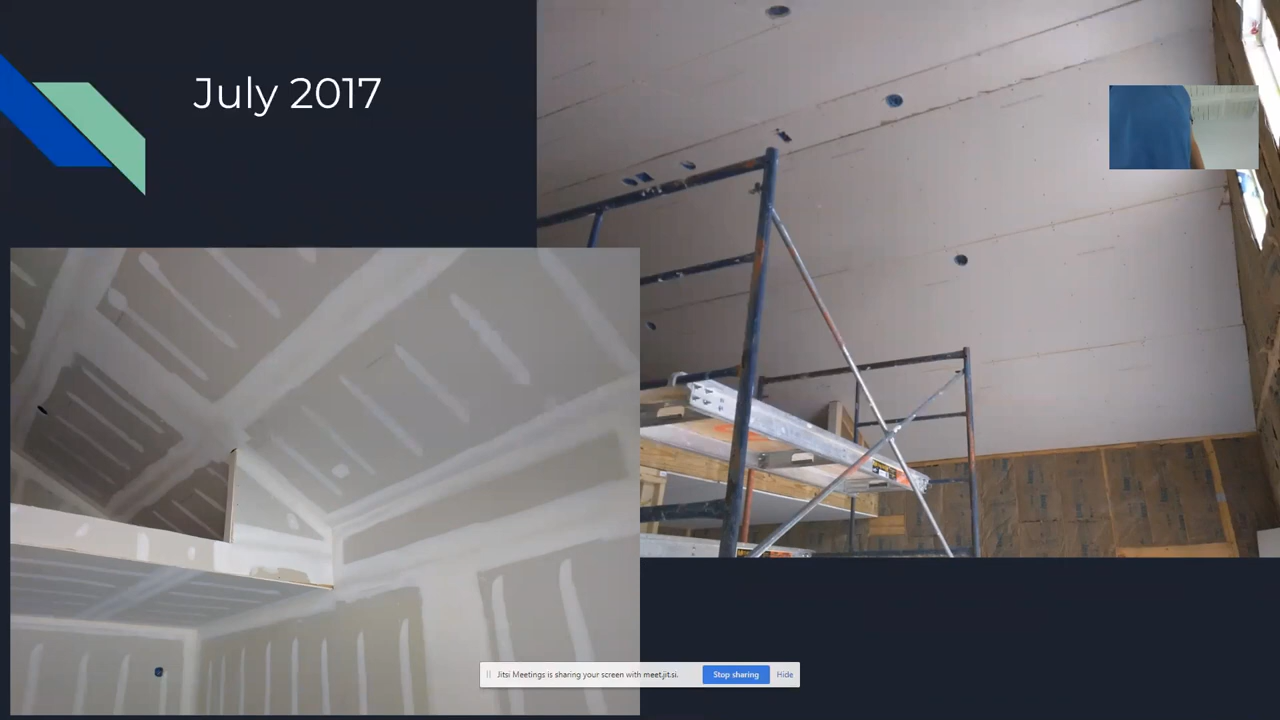 July 2017
Jitsi Meetings is sharing your screen with meet.jit.si.
Stop sharing
Hide